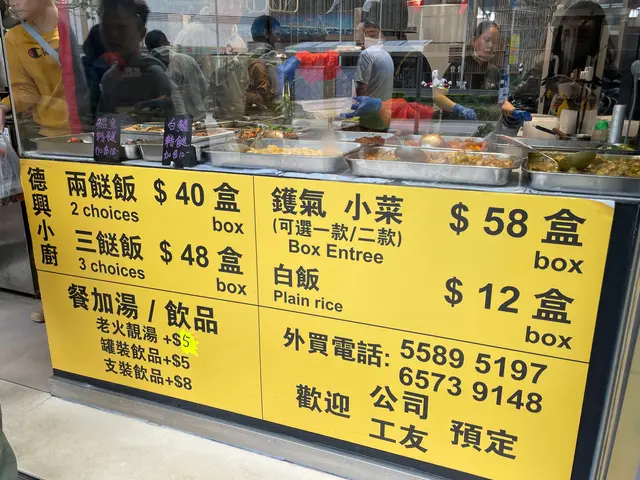 德興小廚
兩餸飯 $40 盒
2 choices box
三餸飯 $48 盒
3 choices box
餐加湯 / 飲品
老火靚湯 +$5
罐裝飲品+$5
支裝飲品+$8
鑊氣 小菜 $58 盒
(可選一款/二款)
Box Entree box
白飯 $12 盒
Plain rice box
外買電話: 5589 5197
6573 9148
歡迎 公司 預定
工友
白鱔
加$15